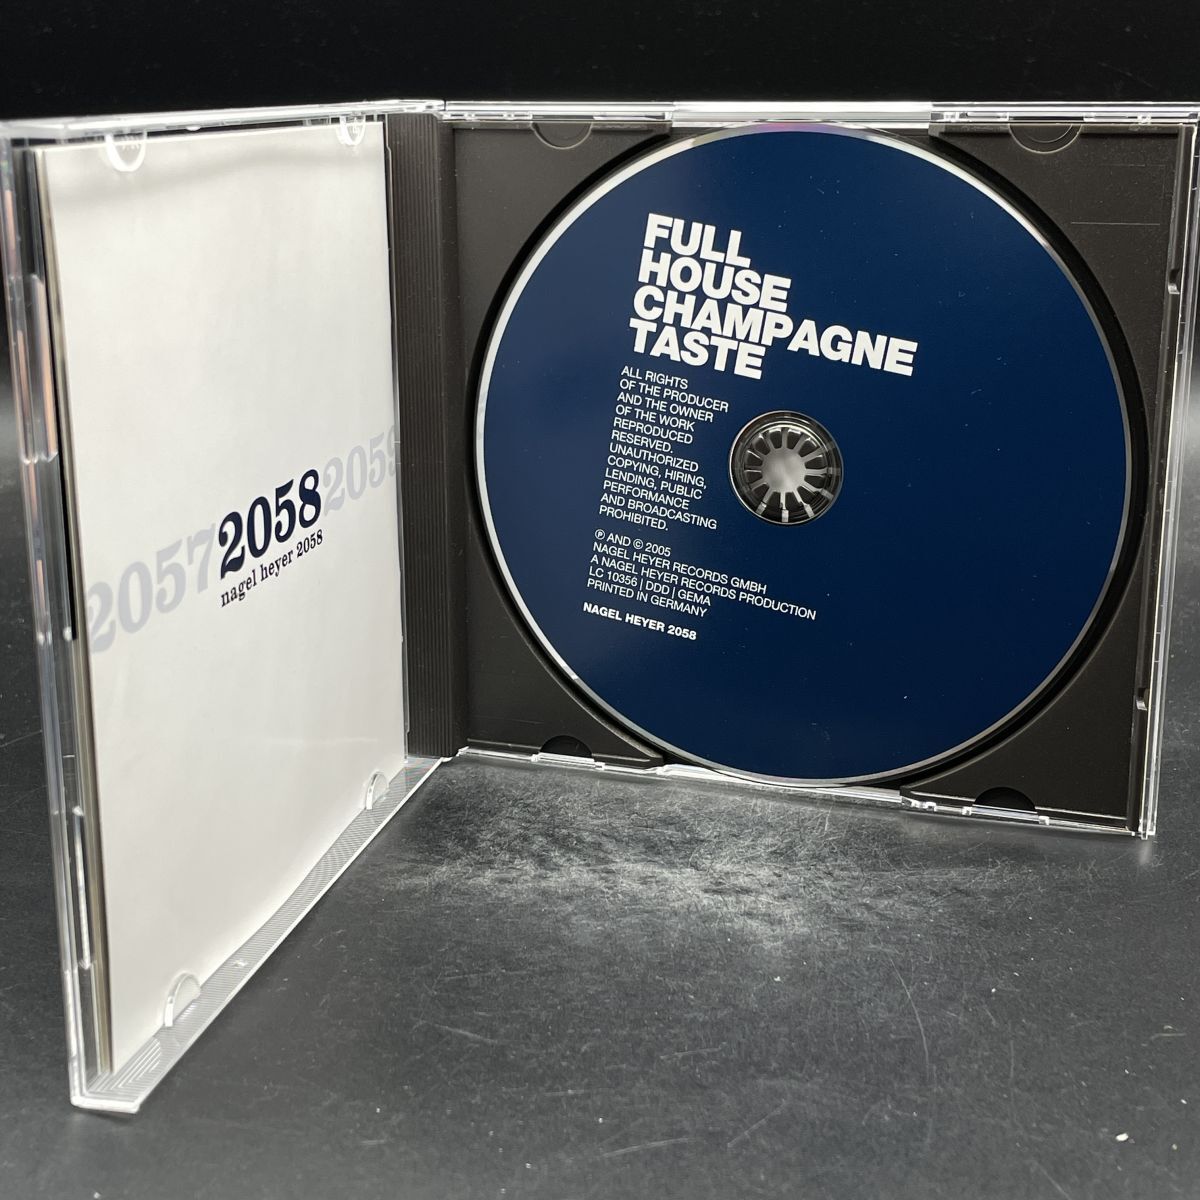 2057 2058 2059
nagel heyer 2058
FULL
HOUSE
CHAMPAGNE
TASTE
ALL RIGHTS
OF THE PRODUCER
AND THE OWNER
OF THE WORK
REPRODUCED
RESERVED.
UNAUTHORIZED
COPYING, HIRING,
LENDING, PUBLIC
PERFORMANCE
AND BROADCASTING
PROHIBITED.
℗ AND © 2005
NAGEL HEYER RECORDS GMBH
A NAGEL HEYER RECORDS PRODUCTION
LC 10356 | DDD | GEMA
PRINTED IN GERMANY
NAGEL HEYER 2058